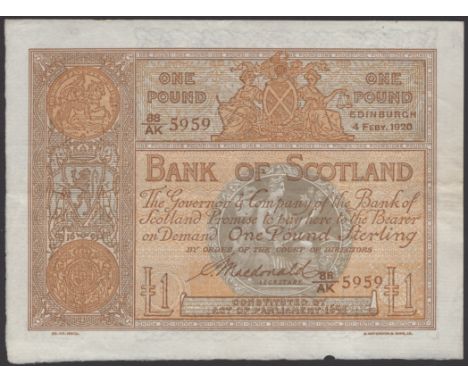 ONE POUND
ONE POUND
88
AK 5959
EDINBURGH
4 FEBY. 1920
BANK OF SCOTLAND
The Governor & Company of the Bank of
Scotland Promise to pay here to the Bearer
on Demand One Pound Sterling
BY ORDER OF THE COURT OF DIRECTORS
SECRETARY
88
AK 5959
£1
£1
CONSTITUTED BY
ACT OF PARLIAMENT 1695